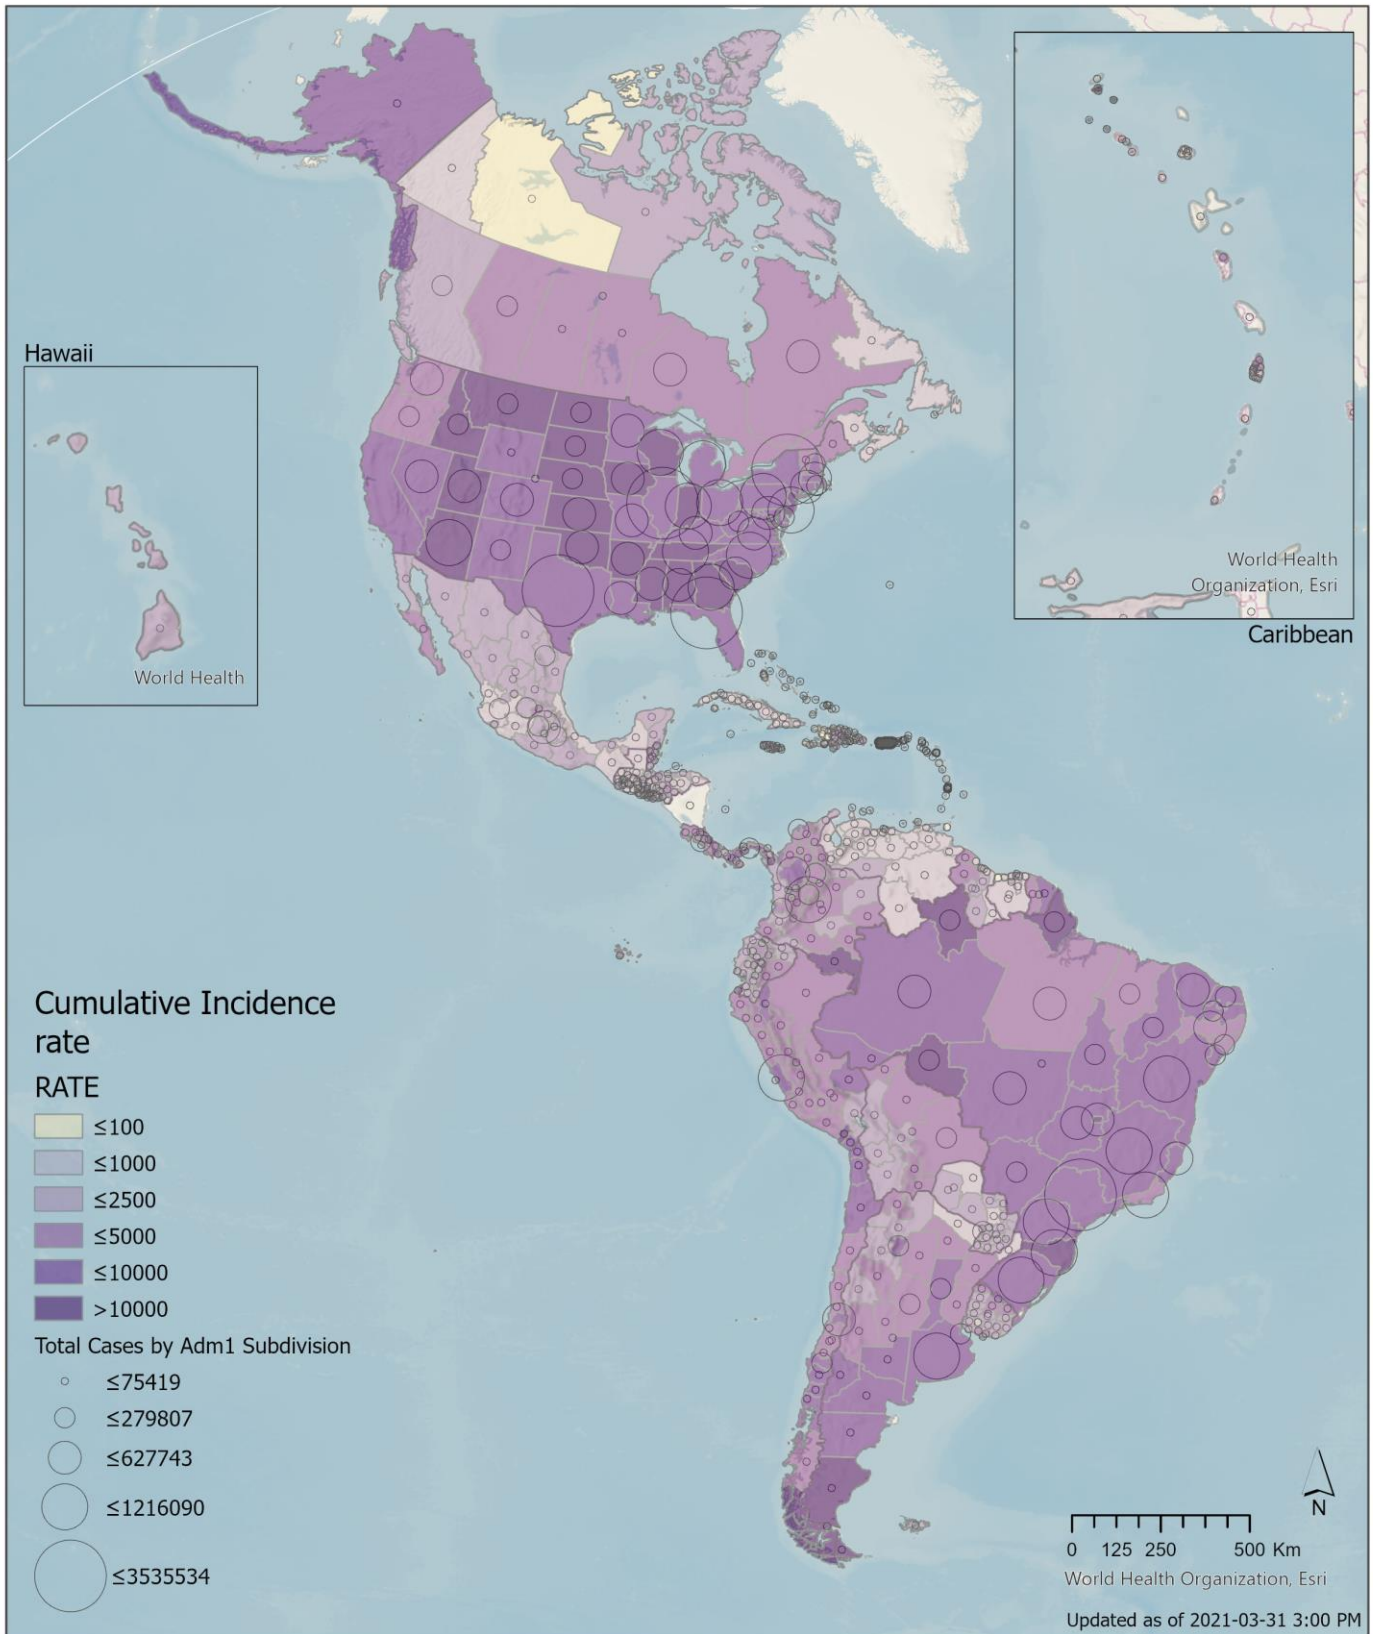 Hawaii
World Health
World Health
Organization, Esri
Caribbean
Cumulative Incidence
rate
RATE
≤100
≤1000
≤2500
≤5000
≤10000
>10000
Total Cases by Adm1 Subdivision
≤75419
≤279807
≤627743
≤1216090
≤3535534
N
0 125 250 500 Km
World Health Organization, Esri
Updated as of 2021-03-31 3:00 PM